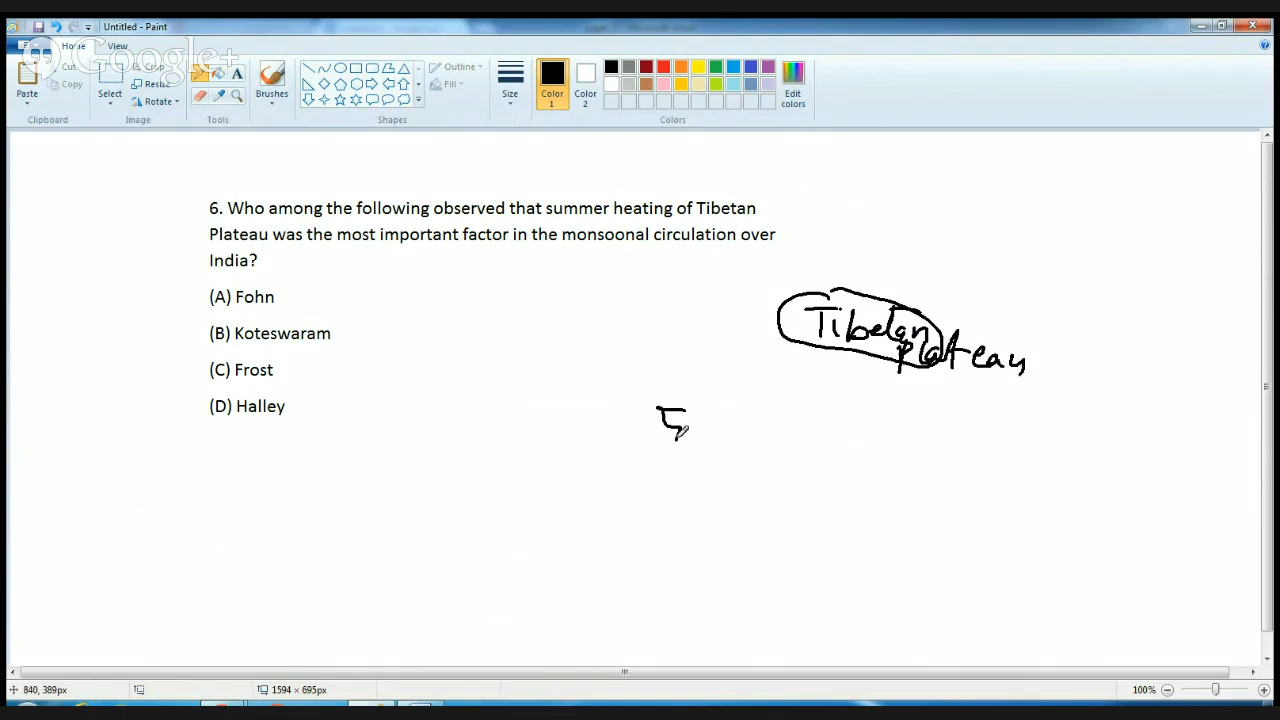 Untitled - Paint
Home
View
Google+
Paste
Cut
Copy
Select
Crop
Rotate
Brushes
Outline
Fill
Size
Color 1
Color 2
Edit colors
Clipboard
Image
Tools
Shapes
Colors
6. Who among the following observed that summer heating of Tibetan
Plateau was the most important factor in the monsoonal circulation over
India?
(A) Fohn
(B) Koteswaram
(C) Frost
(D) Halley
Tibetan
Plateau
840, 389px
1594 × 695px
100%